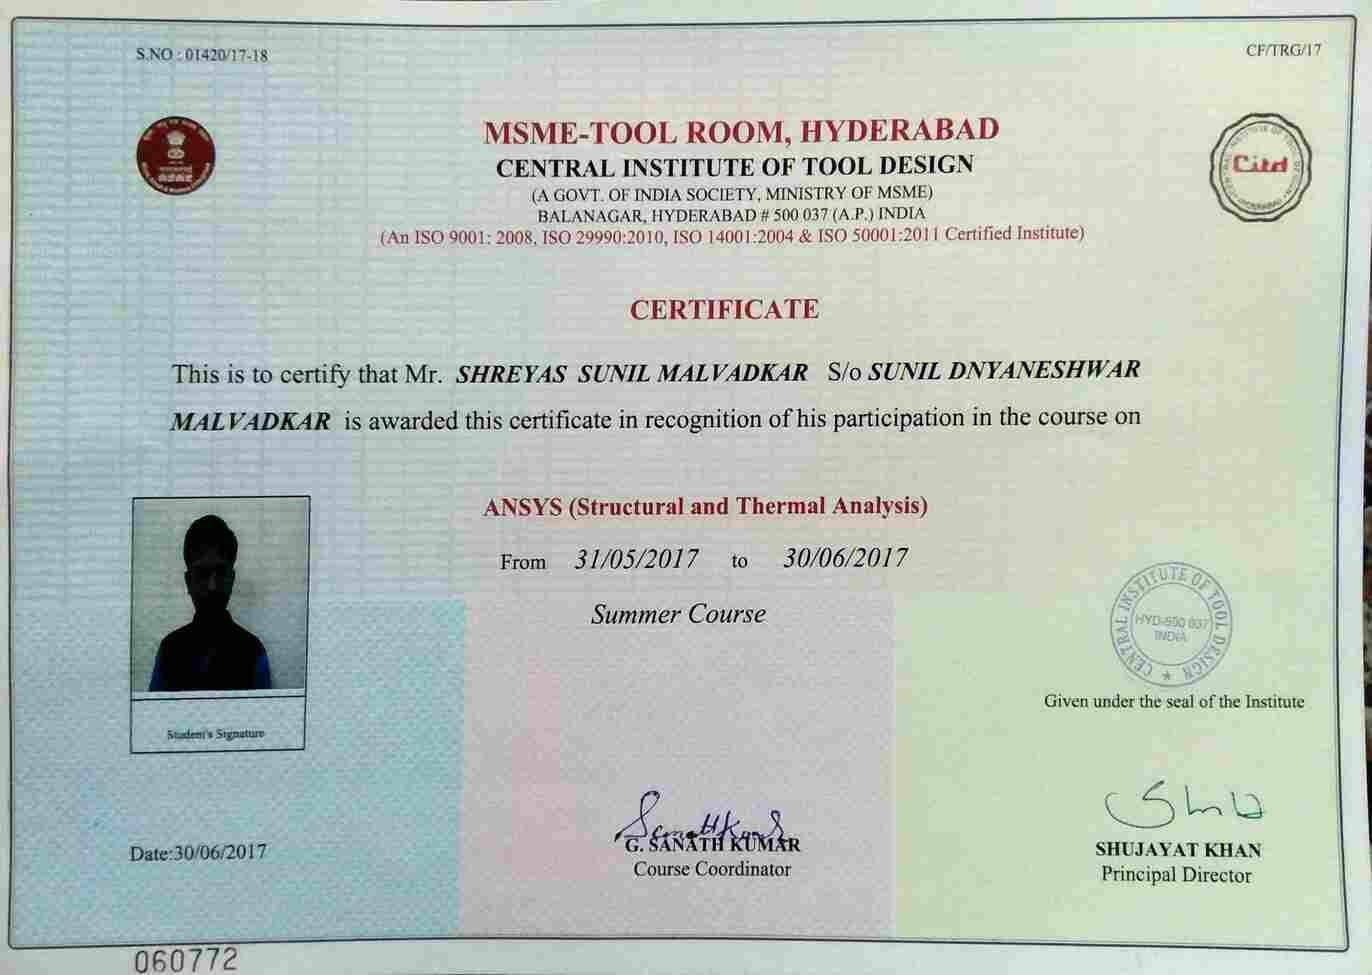 S.NO : 01420/17-18
CF/TRG/17
MSME-TOOL ROOM, HYDERABAD
CENTRAL INSTITUTE OF TOOL DESIGN
(A GOVT. OF INDIA SOCIETY, MINISTRY OF MSME)
BALANAGAR, HYDERABAD # 500 037 (A.P.) INDIA
(An ISO 9001: 2008, ISO 29990:2010, ISO 14001:2004 & ISO 50001:2011 Certified Institute)
Citd
CERTIFICATE
This is to certify that Mr. SHREYAS SUNIL MALVADKAR S/o SUNIL DNYANESHWAR
MALVADKAR is awarded this certificate in recognition of his participation in the course on
ANSYS (Structural and Thermal Analysis)
From 31/05/2017 to 30/06/2017
Summer Course
CENTRAL INSTITUTE OF TOOL DESIGN
HYD-500 037
INDIA
Given under the seal of the Institute
Student's Signature
Date:30/06/2017
G. SANATH KUMAR
Course Coordinator
SHUJAYAT KHAN
Principal Director
060772